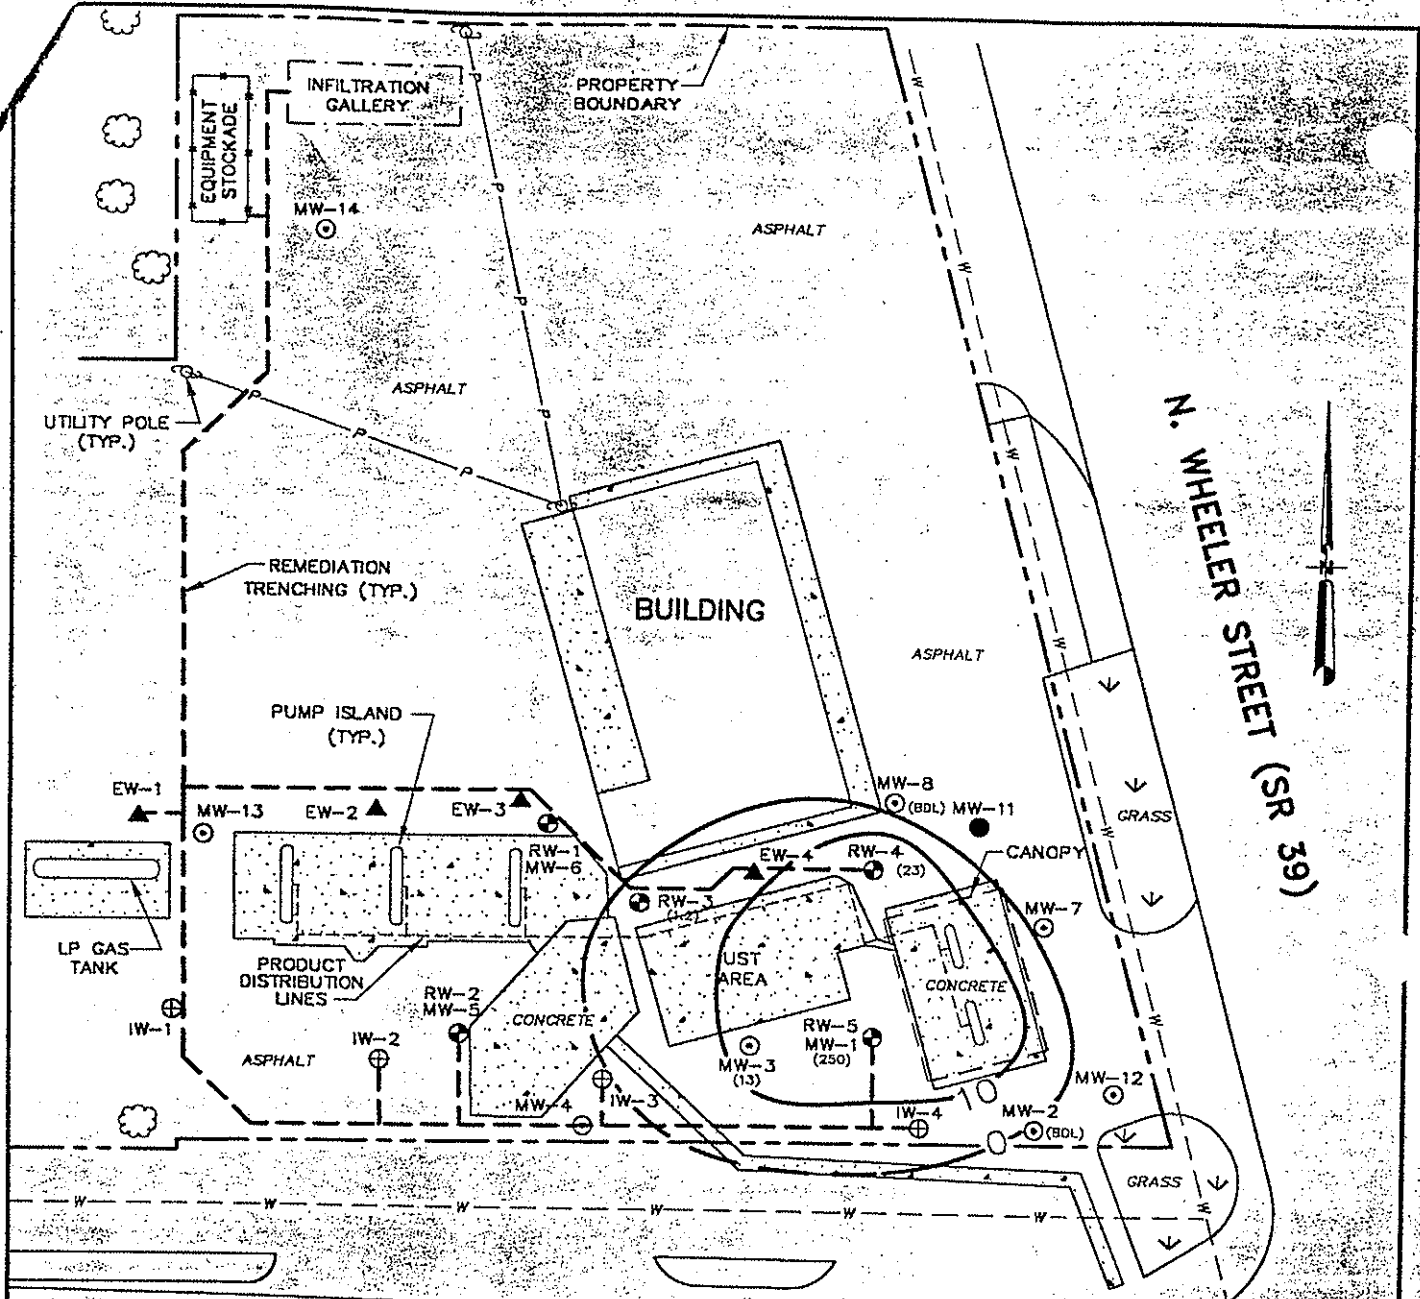 INFILTRATION
GALLERY
PROPERTY
BOUNDARY
EQUIPMENT
STOCKADE
MW-14
ASPHALT
P
P
P
P
W
W
UTILITY POLE
(TYP.)
ASPHALT
P
P
P
W
N. WHEELER STREET (SR 39)
N
REMEDIATION
TRENCHING (TYP.)
BUILDING
ASPHALT
W
PUMP ISLAND
(TYP.)
EW-1
MW-13
EW-2
EW-3
RW-1
MW-6
MW-8
(BDL)
MW-11
GRASS
W
EW-4
RW-4
(23)
CANOPY
RW-3
(1.2)
MW-7
LP GAS
TANK
PRODUCT
DISTRIBUTION
LINES
UST
AREA
CONCRETE
RW-2
MW-5
CONCRETE
IW-1
IW-2
ASPHALT
RW-5
MW-1
(250)
MW-3
(13)
W
MW-4
IW-3
IW-4
10
MW-2
(BDL)
MW-12
0
GRASS
W
W
W
W
W
W
W